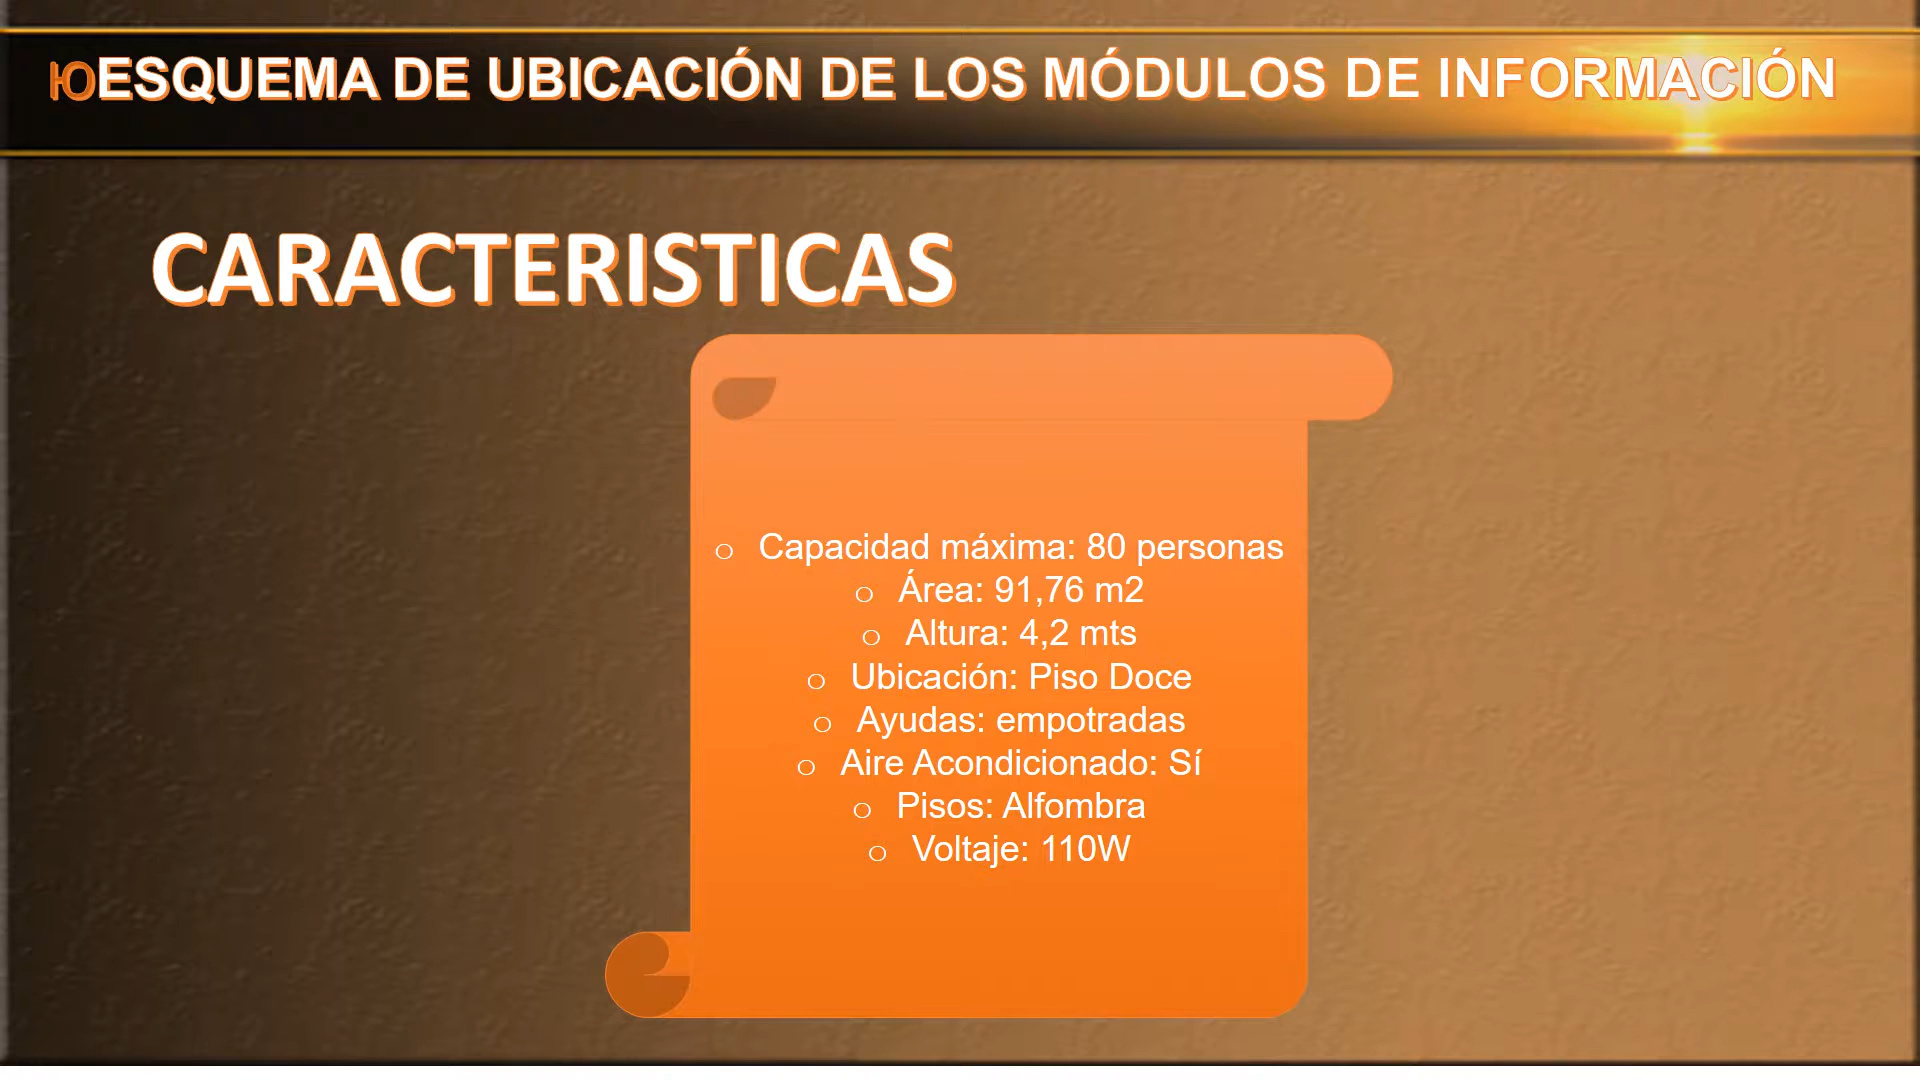 ЮESQUEMA DE UBICACIÓN DE LOS MÓDULOS DE INFORMACIÓN
CARACTERISTICAS
o Capacidad máxima: 80 personas
o Área: 91,76 m2
o Altura: 4,2 mts
o Ubicación: Piso Doce
o Ayudas: empotradas
o Aire Acondicionado: Sí
o Pisos: Alfombra
o Voltaje: 110W